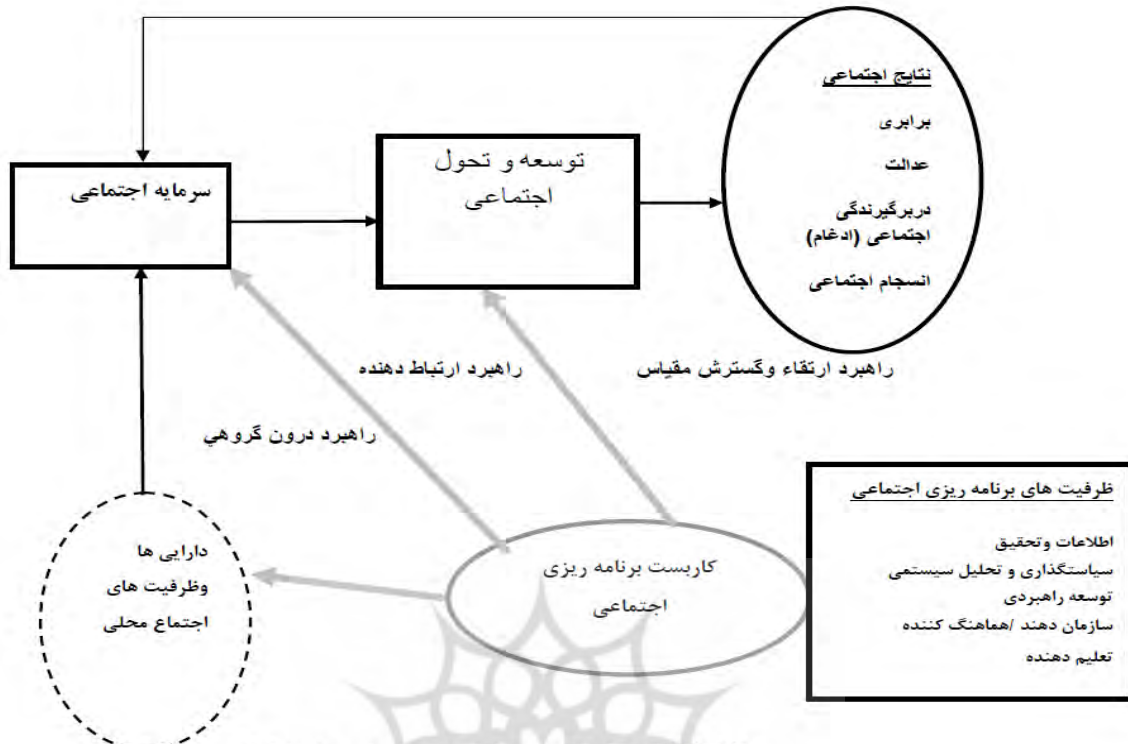 نتایج اجتماعی
برابری
عدالت
دربرگیرندگی
اجتماعی (ادغام)
انسجام اجتماعی
توسعه و تحول
اجتماعی
سرمایه اجتماعی
راهبرد ارتقاء وگسترش مقیاس
راهبرد ارتباط دهنده
راهبرد درون گروهي
ظرفیت های برنامه ریزی اجتماعی
اطلاعات وتحقیق
سیاستگذاری و تحلیل سیستمی
توسعه راهبردی
سازمان دهند /هماهنگ کننده
تعلیم دهنده
کاربست برنامه ریزی
اجتماعی
دارایی ها
وظرفیت های
اجتماع محلی